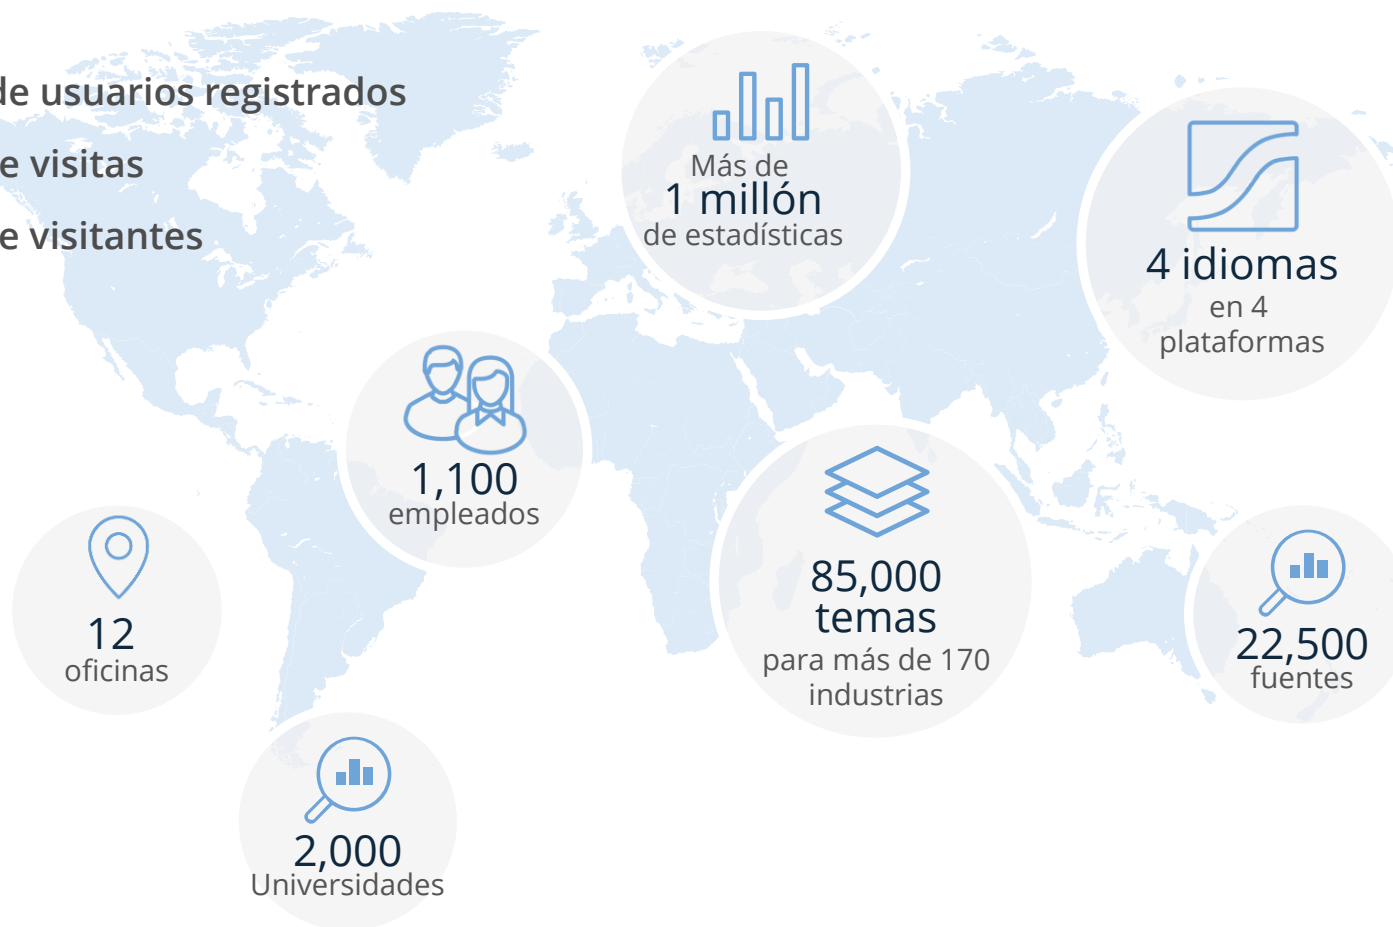 de usuarios registrados
e visitas
e visitantes
Más de
1 millón
de estadísticas
4 idiomas
en 4
plataformas
1,100
empleados
85,000
temas
para más de 170
industrias
12
oficinas
22,500
fuentes
2,000
Universidades